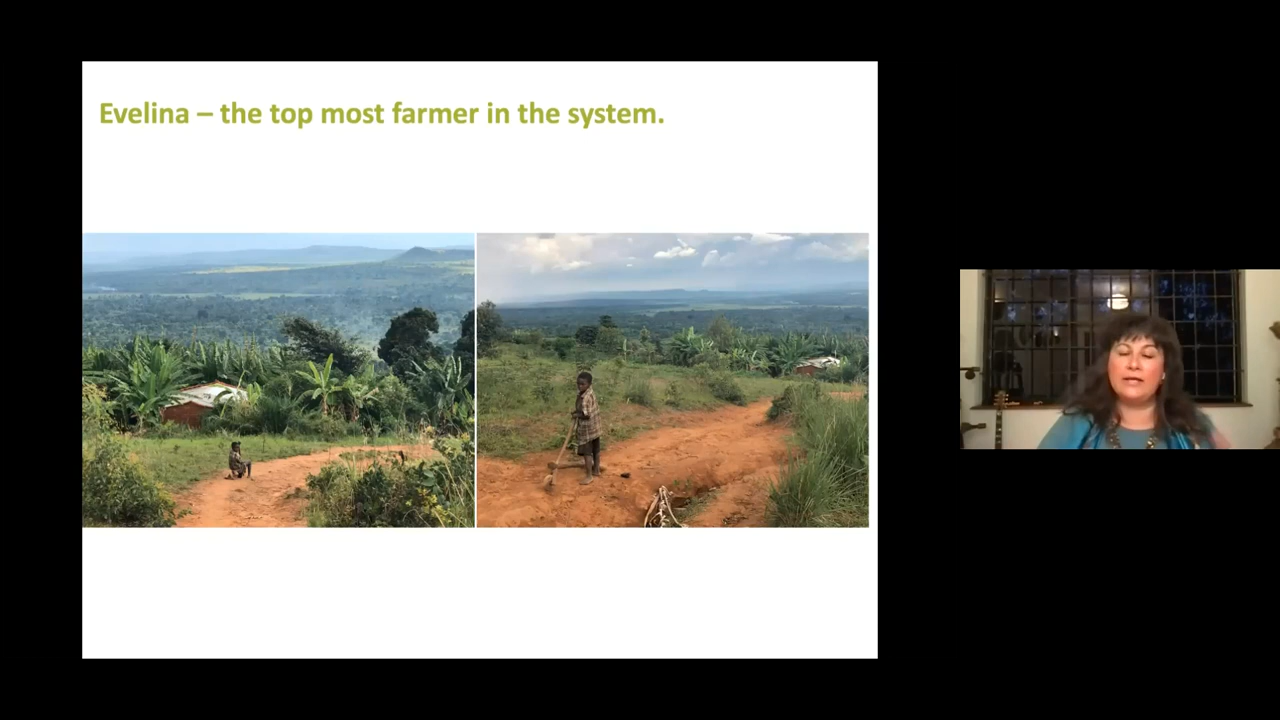 Evelina – the top most farmer in the system.